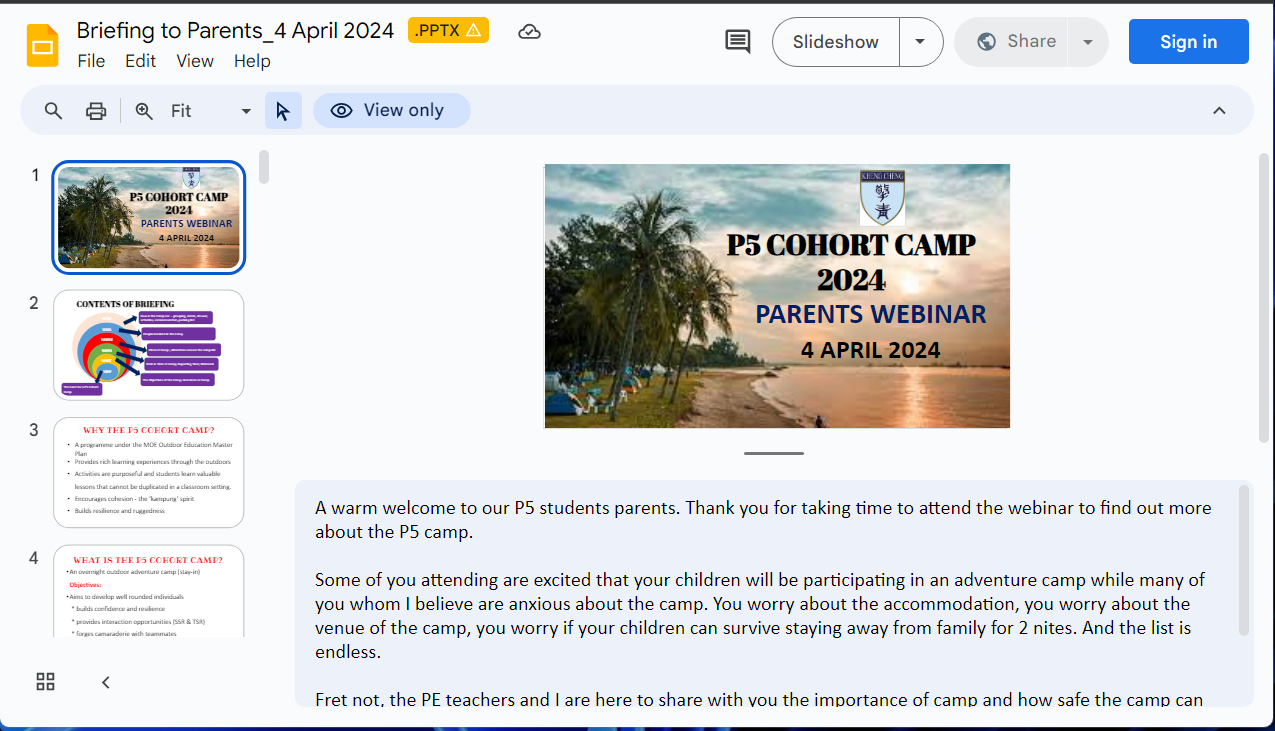 Briefing to Parents_4 April 2024 .PPTX
File Edit View Help
Slideshow
Share
Sign in
Fit
View only
1
P5 COHORT CAMP
2024
PARENTS WEBINAR
4 APRIL 2024
2
CONTENTS OF BRIEFING
3
WHY THE P5 COHORT CAMP?
• A programme under the MOE Outdoor Education Master
Plan
• Provides rich learning experiences through the outdoors
• Activities are purposeful and students learn valuable
lessons that cannot be duplicated in a classroom setting.
• Encourages cohesion - the 'kampung' spirit
• Builds resilience and ruggedness
4
WHAT IS THE P5 COHORT CAMP?
•An overnight outdoor adventure camp (stay-in)
Objectives:
•Aims to develop well rounded individuals
* builds confidence and resilience
* provides interaction opportunities (SSR & TSR)
* forges camaraderie with teammates
KHENG CHENG
P5 COHORT CAMP
2024
PARENTS WEBINAR
4 APRIL 2024
A warm welcome to our P5 students parents. Thank you for taking time to attend the webinar to find out more
about the P5 camp.
Some of you attending are excited that your children will be participating in an adventure camp while many of
you whom I believe are anxious about the camp. You worry about the accommodation, you worry about the
venue of the camp, you worry if your children can survive staying away from family for 2 nites. And the list is
endless.
Fret not, the PE teachers and I are here to share with you the importance of camp and how safe the camp can